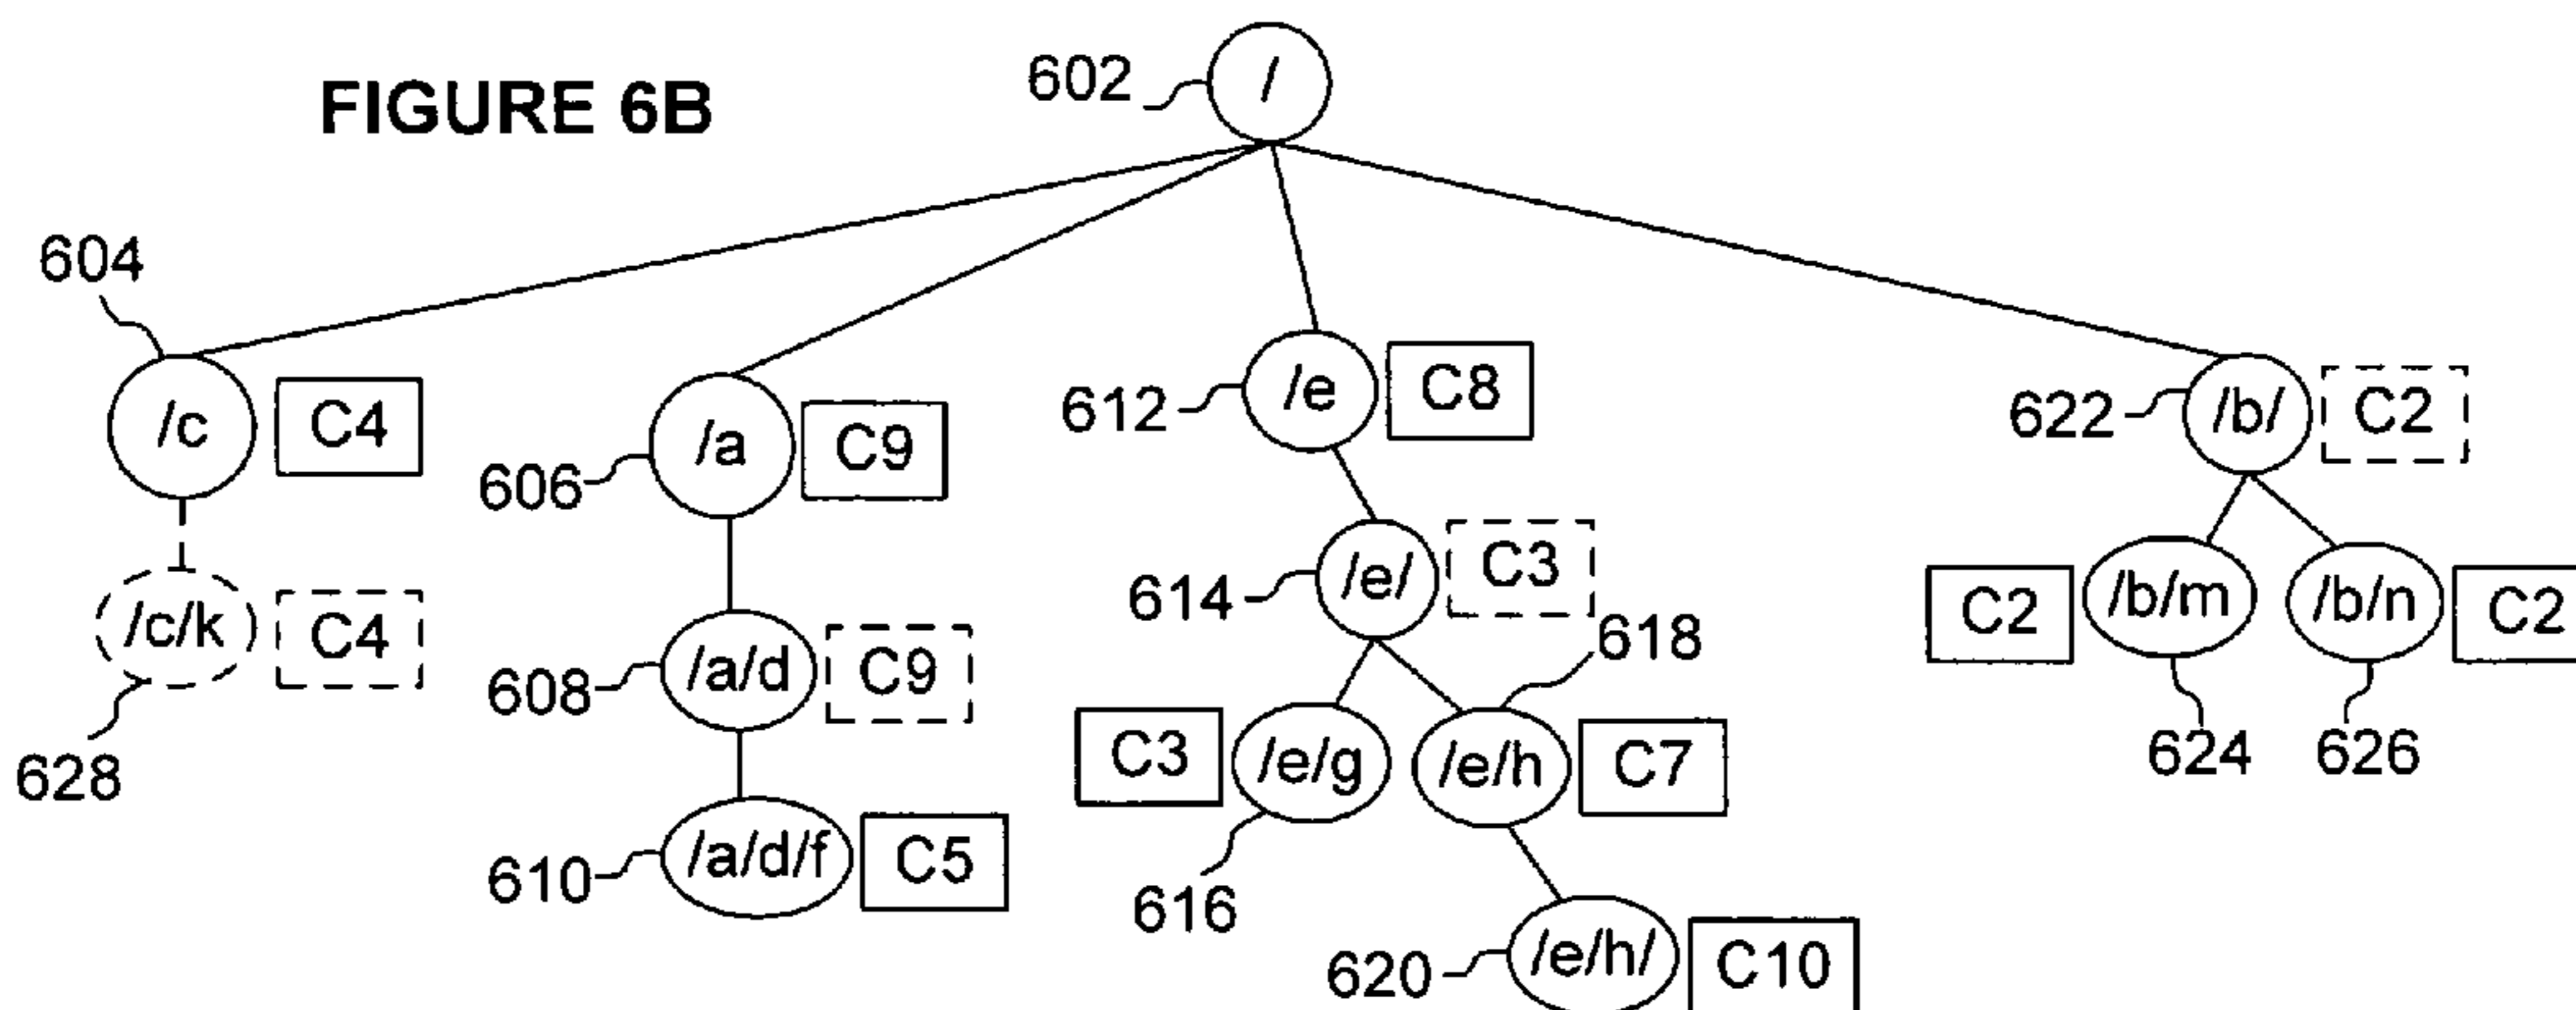 FIGURE 6B
602 /
604
/c C4
606 /a C9
612 /e C8
622 /b/ C2
/c/k C4
628
608 /a/d C9
614 /e/ C3
618
C2 /b/m /b/n C2
624 626
610 /a/d/f C5
C3 /e/g /e/h C7
616
620 /e/h/ C10